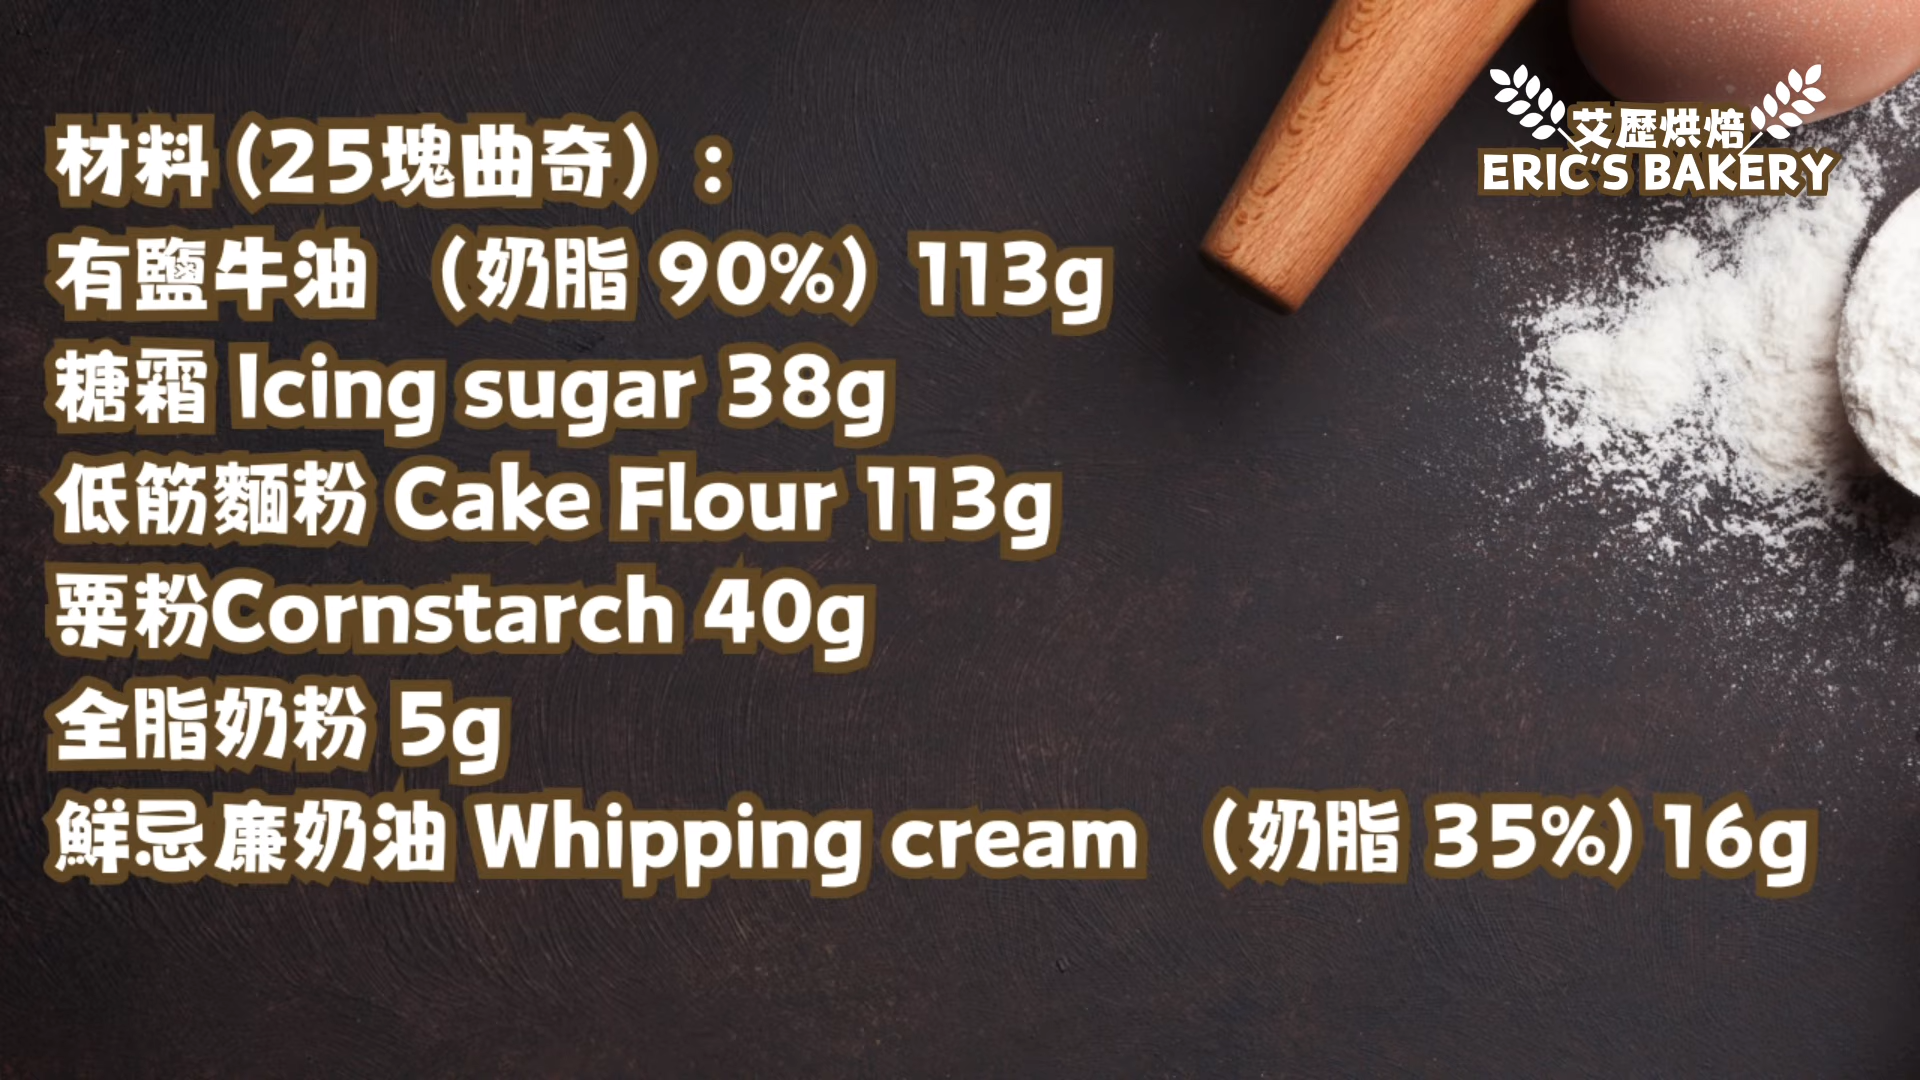 艾歷烘焙
ERIC'S BAKERY
材料 (25塊曲奇）:
有鹽牛油 （奶脂 90%）113g
糖霜 Icing sugar 38g
低筋麵粉 Cake Flour 113g
粟粉Cornstarch 40g
全脂奶粉 5g
鮮忌廉奶油 Whipping cream （奶脂 35%) 16g